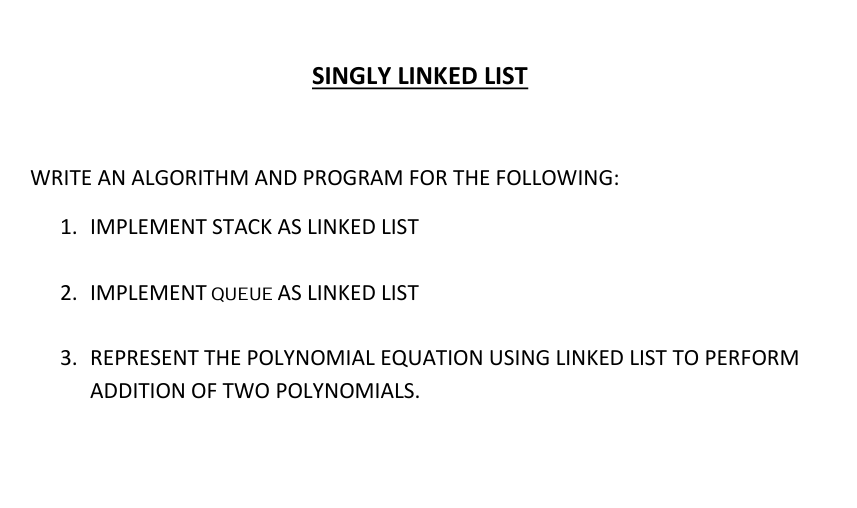 SINGLY LINKED LIST
WRITE AN ALGORITHM AND PROGRAM FOR THE FOLLOWING:
1. IMPLEMENT STACK AS LINKED LIST
2. IMPLEMENT QUEUE AS LINKED LIST
3. REPRESENT THE POLYNOMIAL EQUATION USING LINKED LIST TO PERFORM
ADDITION OF TWO POLYNOMIALS.